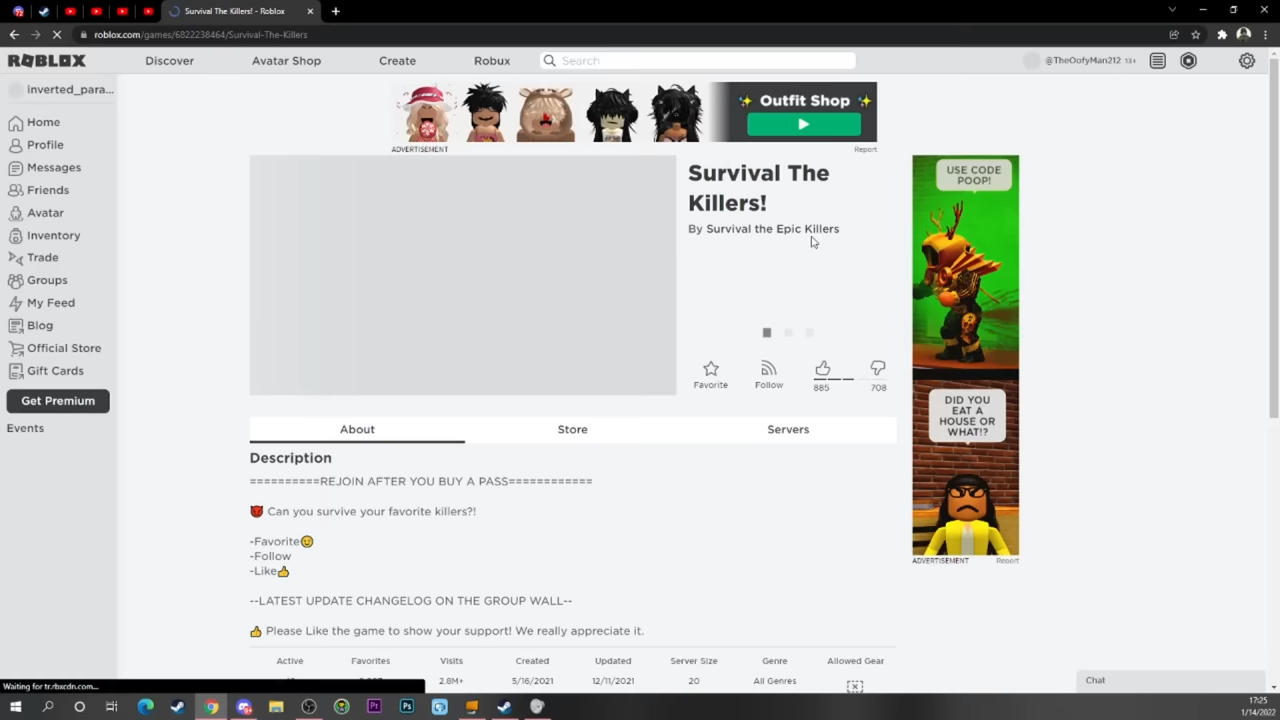 Survival The Killers! - Roblox
roblox.com/games/6822238464/Survival-The-Killers
ROBLOX
Discover
Avatar Shop
Create
Robux
Search
@TheOofyMan212 13+
inverted_para...
Home
Profile
Messages
Friends
Avatar
Inventory
Trade
Groups
My Feed
Blog
Official Store
Gift Cards
Get Premium
Events
✨ Outfit Shop ✨
ADVERTISEMENT
Report
Survival The
Killers!
By Survival the Epic Killers
Favorite
Follow
885
708
USE CODE
POOP!
DID YOU
EAT A
HOUSE OR
WHAT!?
ADVERTISEMENT
Report
About
Store
Servers
Description
==========REJOIN AFTER YOU BUY A PASS============
😈 Can you survive your favorite killers?!
-Favorite😉
-Follow
-Like👍
--LATEST UPDATE CHANGELOG ON THE GROUP WALL--
👍 Please Like the game to show your support! We really appreciate it.
Active
Favorites
Visits
Created
Updated
Server Size
Genre
Allowed Gear
2.8M+
5/16/2021
12/11/2021
20
All Genres
Chat
Waiting for tr.rbxcdn.com...
17:25
1/14/2022